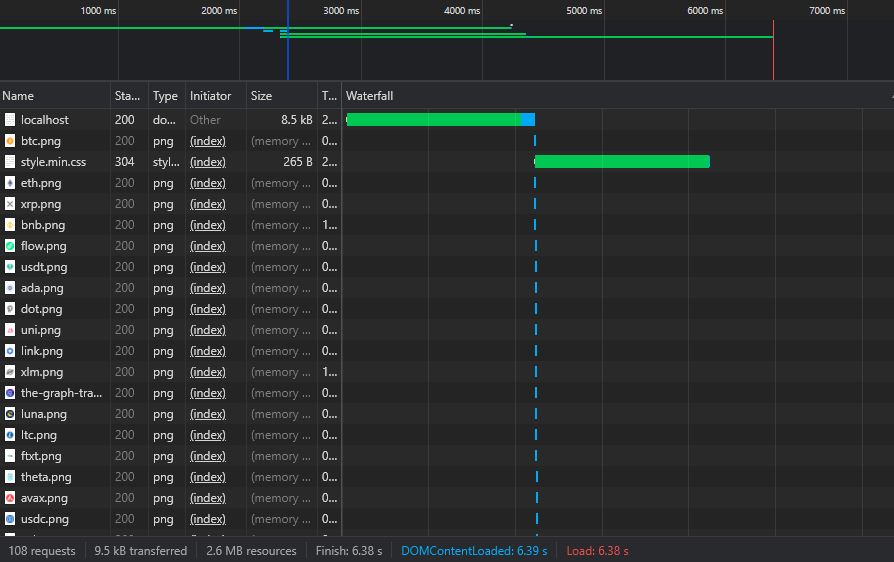 1000 ms 2000 ms 3000 ms 4000 ms 5000 ms 6000 ms 7000 ms
Name Sta... Type Initiator Size T... Waterfall
localhost 200 do... Other 8.5 kB 2...
btc.png 200 png (index) (memory ... 0...
style.min.css 304 styl... (index) 265 B 2...
eth.png 200 png (index) (memory ... 0...
xrp.png 200 png (index) (memory ... 0...
bnb.png 200 png (index) (memory ... 1...
flow.png 200 png (index) (memory ... 0...
usdt.png 200 png (index) (memory ... 0...
ada.png 200 png (index) (memory ... 0...
dot.png 200 png (index) (memory ... 0...
uni.png 200 png (index) (memory ... 0...
link.png 200 png (index) (memory ... 0...
xlm.png 200 png (index) (memory ... 1...
the-graph-tra... 200 png (index) (memory ... 0...
luna.png 200 png (index) (memory ... 0...
ltc.png 200 png (index) (memory ... 0...
ftxt.png 200 png (index) (memory ... 0...
theta.png 200 png (index) (memory ... 0...
avax.png 200 png (index) (memory ... 0...
usdc.png 200 png (index) (memory ... 0...
108 requests 9.5 kB transferred 2.6 MB resources Finish: 6.38 s DOMContentLoaded: 6.39 s Load: 6.38 s